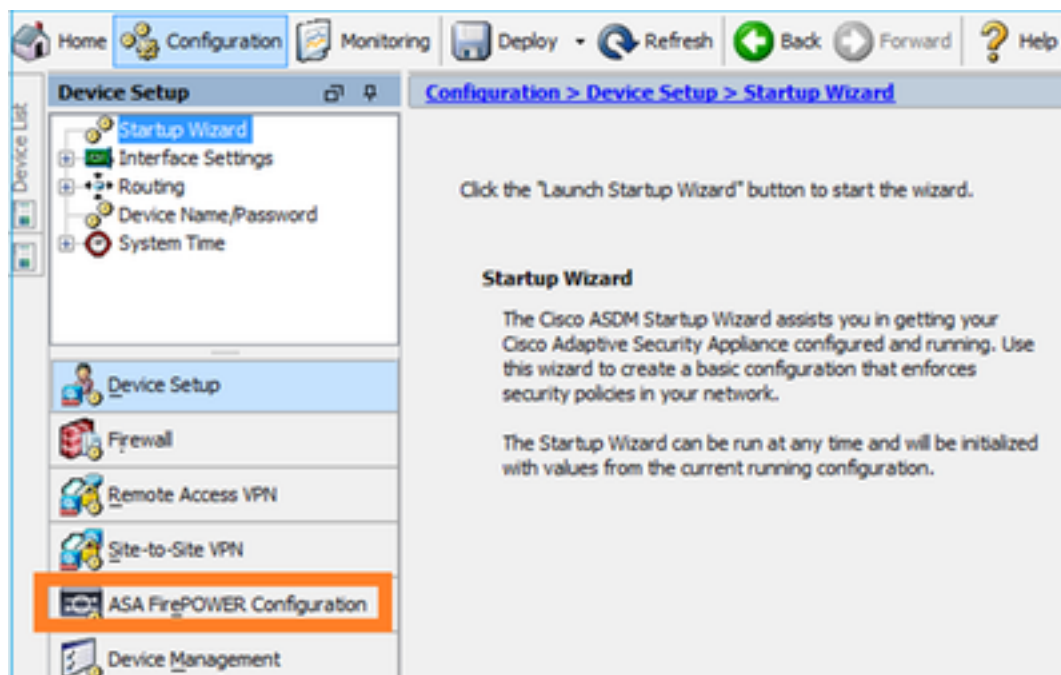 Home Configuration Monitoring Deploy Refresh Back Forward Help
Device List
Device Setup
Configuration > Device Setup > Startup Wizard
Startup Wizard
Interface Settings
Routing
Device Name/Password
System Time
Click the "Launch Startup Wizard" button to start the wizard.
Startup Wizard
The Cisco ASDM Startup Wizard assists you in getting your
Cisco Adaptive Security Appliance configured and running. Use
this wizard to create a basic configuration that enforces
security policies in your network.
The Startup Wizard can be run at any time and will be initialized
with values from the current running configuration.
Device Setup
Firewall
Remote Access VPN
Site-to-Site VPN
ASA FirePOWER Configuration
Device Management